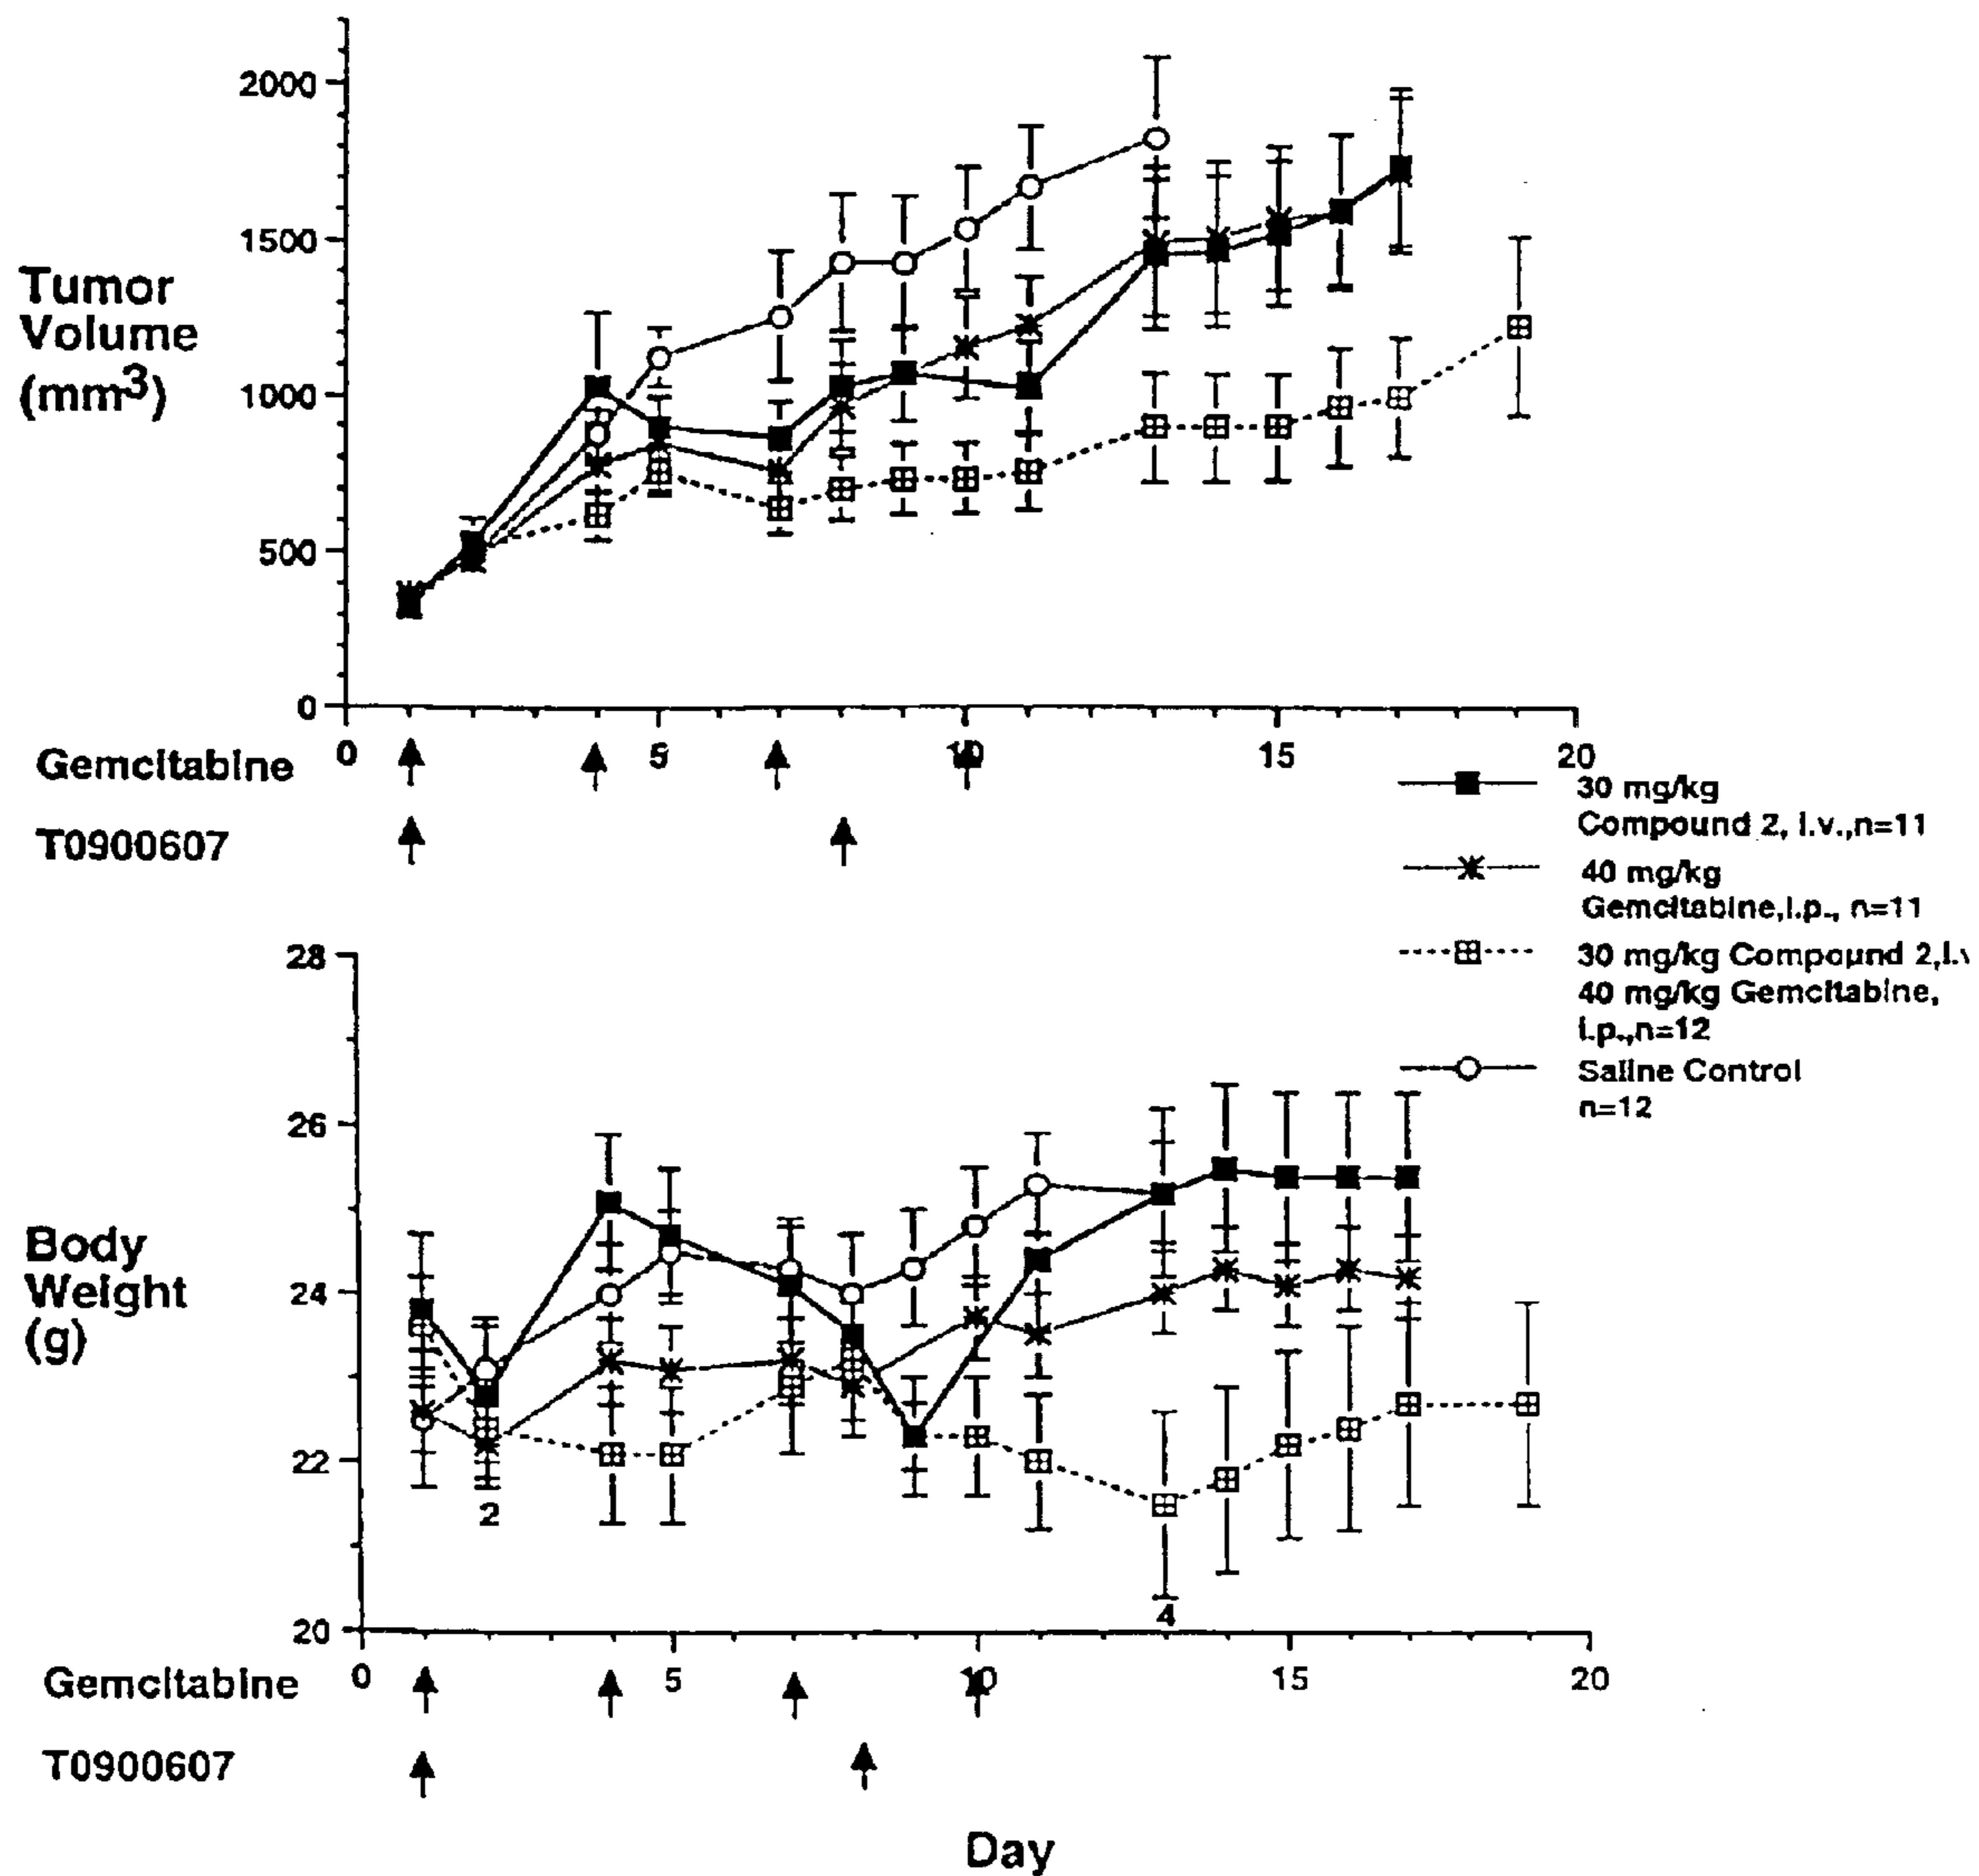 2000
1500
1000
500
0
Tumor
Volume
(mm³)
0 5 10 15 20
Gemcitabine
T0900607
30 mg/kg
Compound 2, i.v.,n=11
40 mg/kg
Gemcitabine,i.p., n=11
30 mg/kg Compound 2,i.v
40 mg/kg Gemcitabine,
i.p.,n=12
Saline Control
n=12
28
26
24
22
20
Body
Weight
(g)
2
4
0 5 10 15 20
Gemcitabine
T0900607
Day